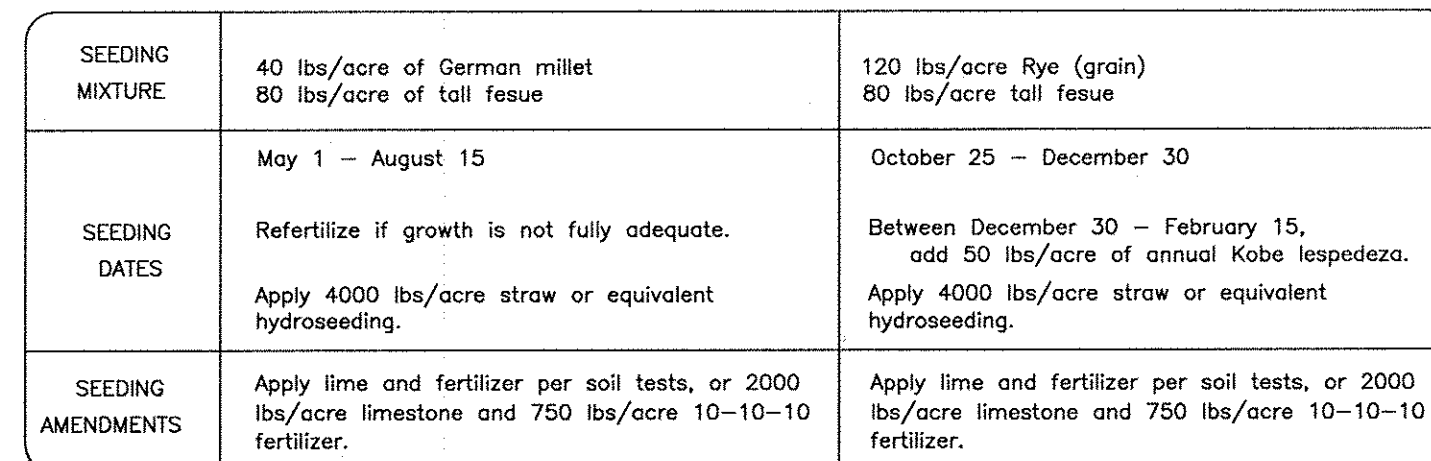 SEEDING
MIXTURE
40 lbs/acre of German millet
80 lbs/acre of tall fesue
120 lbs/acre Rye (grain)
80 lbs/acre tall fesue
SEEDING
DATES
May 1 – August 15
Refertilize if growth is not fully adequate.
Apply 4000 lbs/acre straw or equivalent
hydroseeding.
October 25 – December 30
Between December 30 – February 15,
add 50 lbs/acre of annual Kobe lespedeza.
Apply 4000 lbs/acre straw or equivalent
hydroseeding.
SEEDING
AMENDMENTS
Apply lime and fertilizer per soil tests, or 2000
lbs/acre limestone and 750 lbs/acre 10–10–10
fertilizer.
Apply lime and fertilizer per soil tests, or 2000
lbs/acre limestone and 750 lbs/acre 10–10–10
fertilizer.